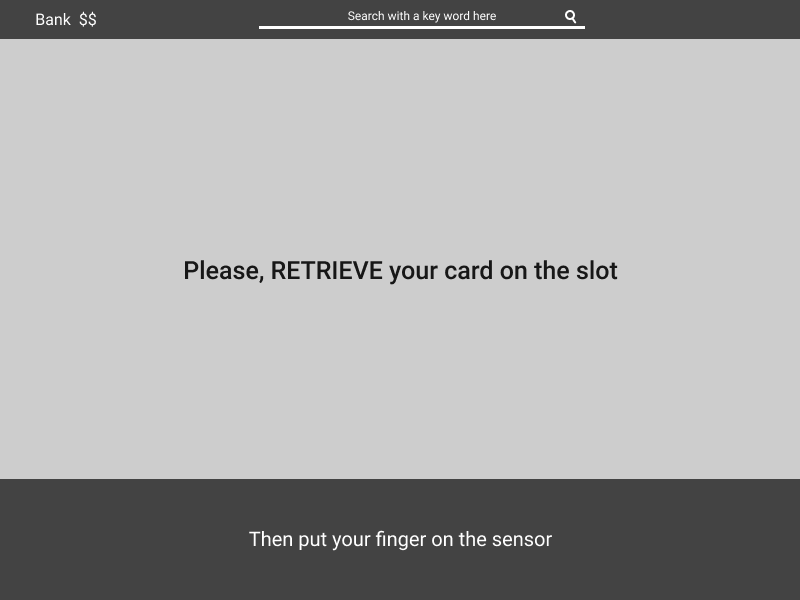 Bank $$
Search with a key word here
Please, RETRIEVE your card on the slot
Then put your finger on the sensor